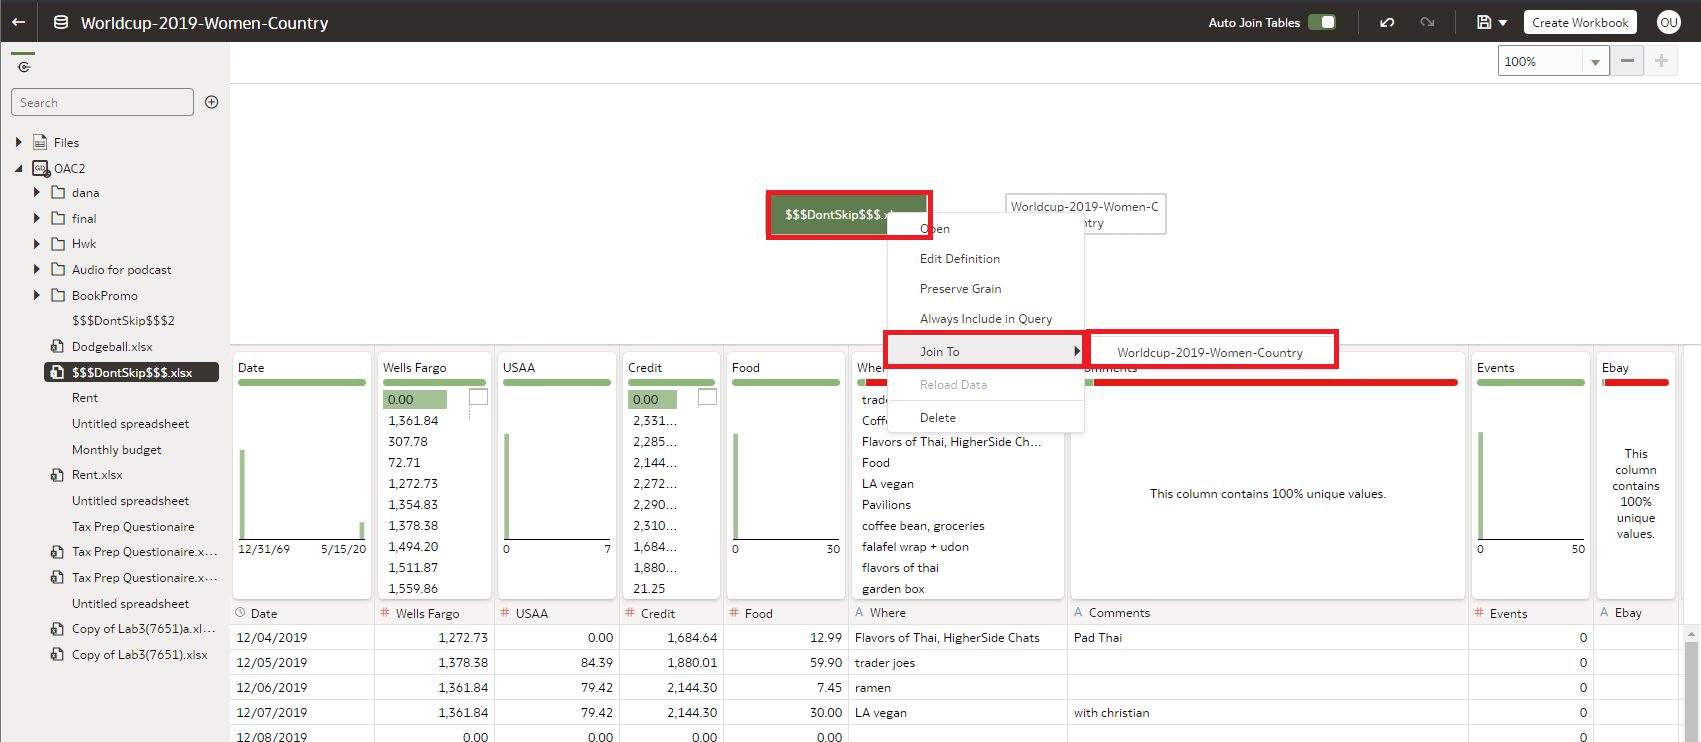 Worldcup-2019-Women-Country
Auto Join Tables
Create Workbook
OU
100%
Search
Files
OAC2
dana
final
Hwk
Audio for podcast
BookPromo
$$$DontSkip$$$2
Dodgeball.xlsx
$$$DontSkip$$$.xlsx
Rent
Untitled spreadsheet
Monthly budget
Rent.xlsx
Untitled spreadsheet
Tax Prep Questionaire
Tax Prep Questionaire.x...
Tax Prep Questionaire.x...
Untitled spreadsheet
Copy of Lab3(7651)a.xl...
Copy of Lab3(7651).xlsx
$$$DontSkip$$$.x
Worldcup-2019-Women-C
ntry
Open
Edit Definition
Preserve Grain
Always Include in Query
Join To
Worldcup-2019-Women-Country
Reload Data
Delete
Date
12/31/69 5/15/20
Wells Fargo
0.00
1,361.84
307.78
72.71
1,272.73
1,354.83
1,378.38
1,494.20
1,511.87
1,559.86
USAA
0 7
Credit
0.00
2,331...
2,285...
2,144...
2,272...
2,290...
2,310...
1,684...
1,880...
21.25
Food
0 30
Wher
trade
Coff
Flavors of Thai, HigherSide Ch...
Food
LA vegan
Pavilions
coffee bean, groceries
falafel wrap + udon
flavors of thai
garden box
Comments
This column contains 100% unique values.
Events
0 50
Ebay
This
column
contains
100%
unique
values.
Date # Wells Fargo # USAA # Credit # Food A Where A Comments # Events A Ebay
12/04/2019 1,272.73 0.00 1,684.64 12.99 Flavors of Thai, HigherSide Chats Pad Thai 0
12/05/2019 1,378.38 84.39 1,880.01 59.90 trader joes 0
12/06/2019 1,361.84 79.42 2,144.30 7.45 ramen 0
12/07/2019 1,361.84 79.42 2,144.30 30.00 LA vegan with christian 0
12/08/2019 0.00 0.00 0.00 0.00 0